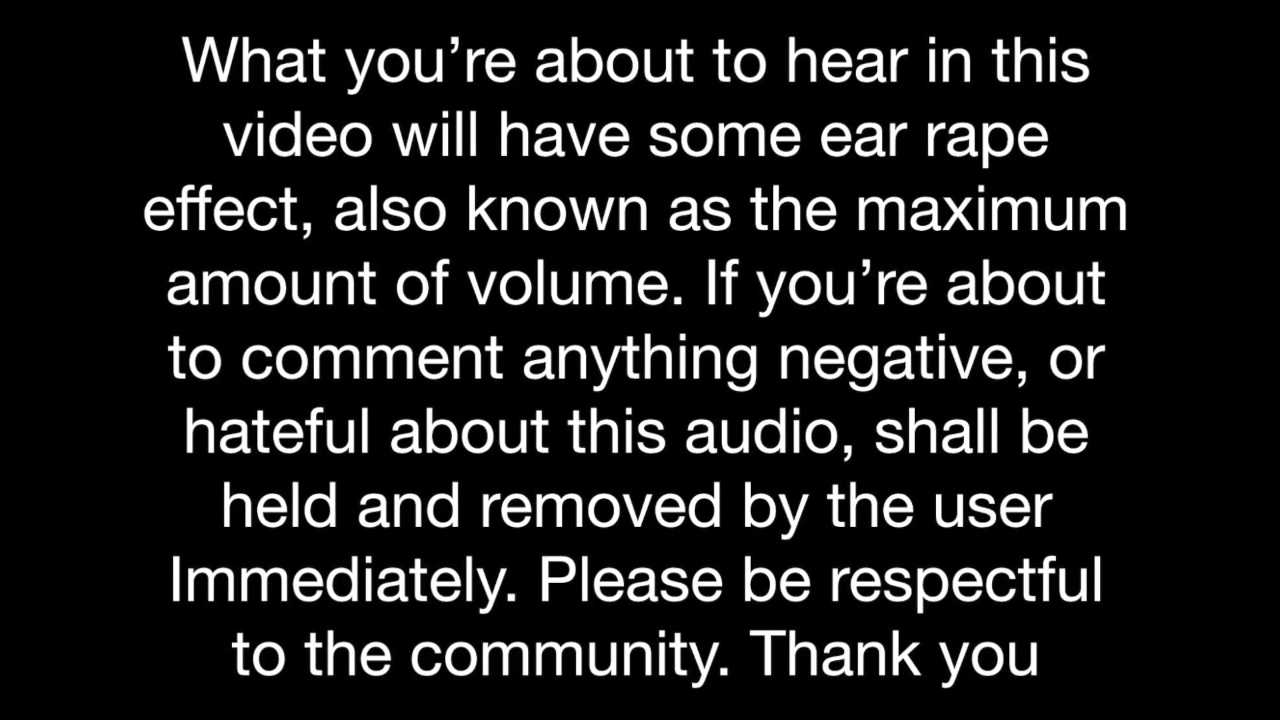 What you’re about to hear in this
video will have some ear rape
effect, also known as the maximum
amount of volume. If you’re about
to comment anything negative, or
hateful about this audio, shall be
held and removed by the user
Immediately. Please be respectful
to the community. Thank you